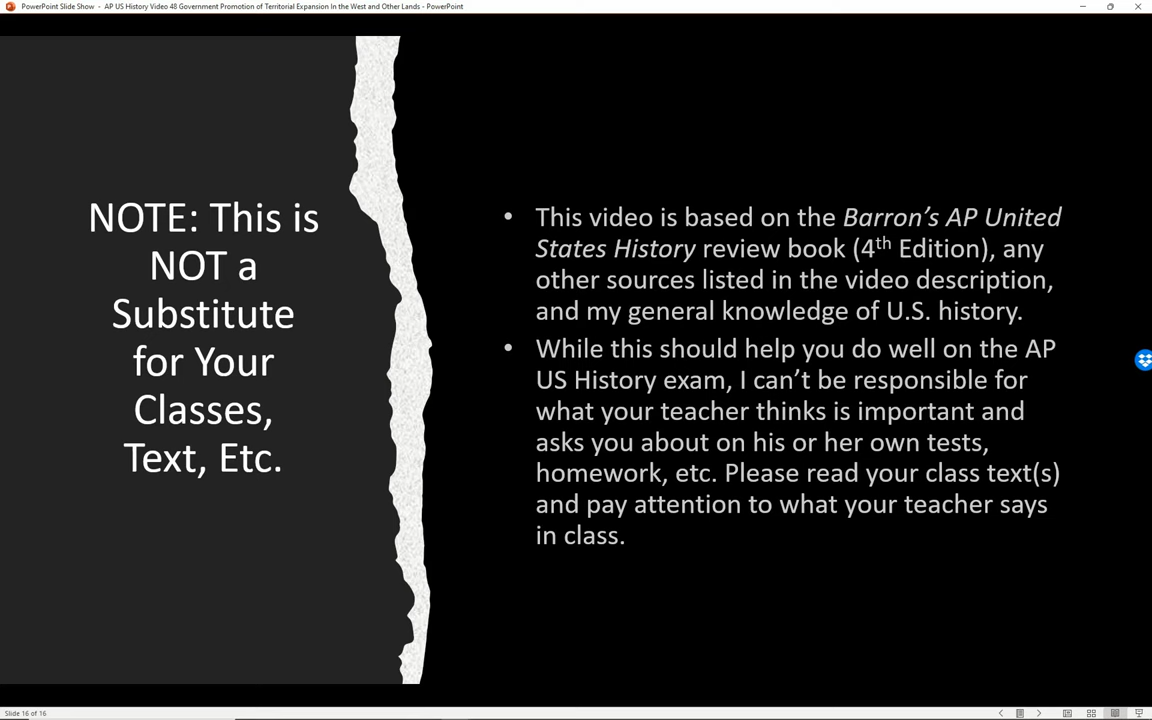 PowerPoint Slide Show - AP US History Video 48 Government Promotion of Territorial Expansion In the West and Other Lands - PowerPoint
NOTE: This is
NOT a
Substitute
for Your
Classes,
Text, Etc.
• This video is based on the Barron’s AP United
States History review book (4th Edition), any
other sources listed in the video description,
and my general knowledge of U.S. history.
• While this should help you do well on the AP
US History exam, I can’t be responsible for
what your teacher thinks is important and
asks you about on his or her own tests,
homework, etc. Please read your class text(s)
and pay attention to what your teacher says
in class.
Slide 16 of 16